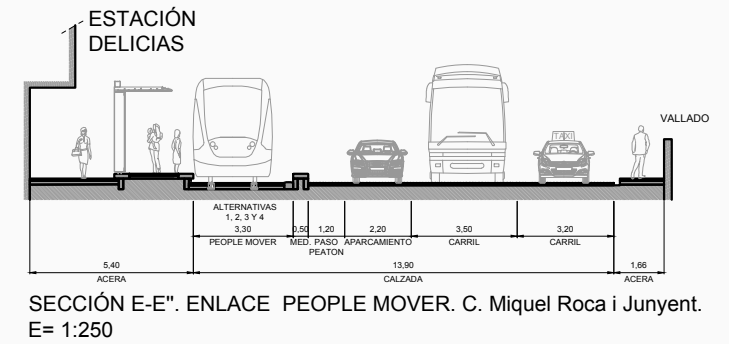 ESTACIÓN
DELICIAS
TAXI
VALLADO
ALTERNATIVAS
1, 2, 3 Y 4
3,30 0,50 1,20 2,20 3,50 3,20
PEOPLE MOVER MED. PASO APARCAMIENTO CARRIL CARRIL
PEATON
5,40 13,90 1,66
ACERA CALZADA ACERA
SECCIÓN E-E". ENLACE PEOPLE MOVER. C. Miquel Roca i Junyent.
E= 1:250